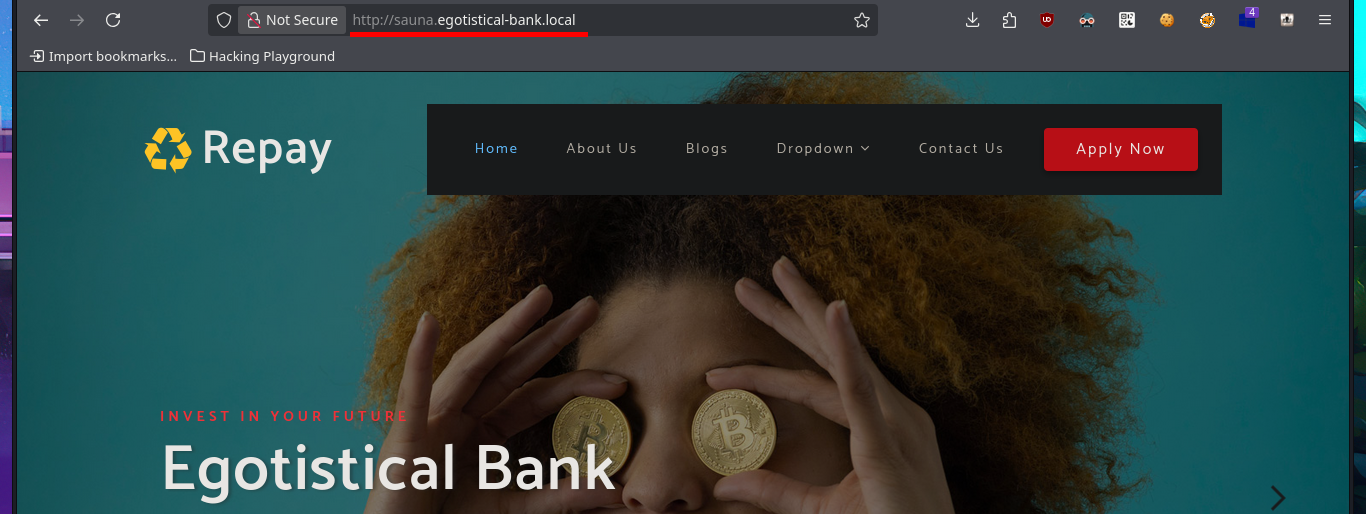 Not Secure http://sauna.egotistical-bank.local 4
Import bookmarks... Hacking Playground
Repay Home About Us Blogs Dropdown Contact Us Apply Now
INVEST IN YOUR FUTURE
Egotistical Bank